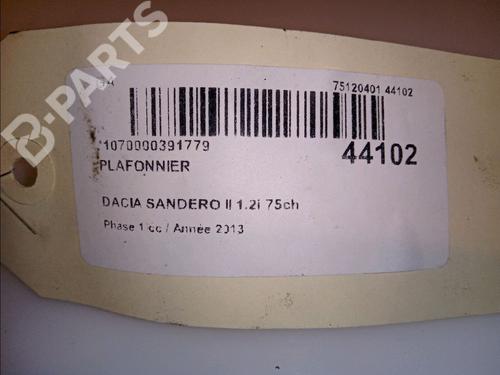 B-PARTS
75120401 44102
*1070000391779
44102
PLAFONNIER
DACIA SANDERO II 1.2i 75ch
Phase 1 cc / Année 2013